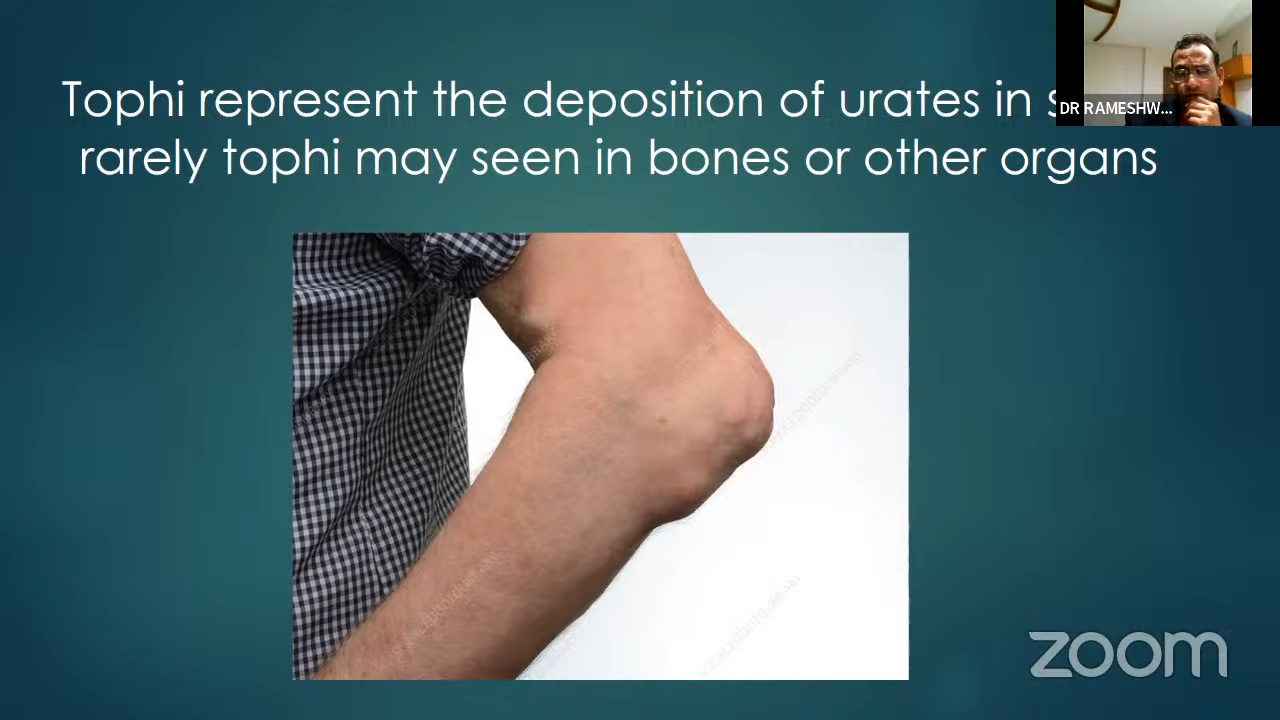 Tophi represent the deposition of urates in
rarely tophi may seen in bones or other organs
DR RAMESHW...
zoom